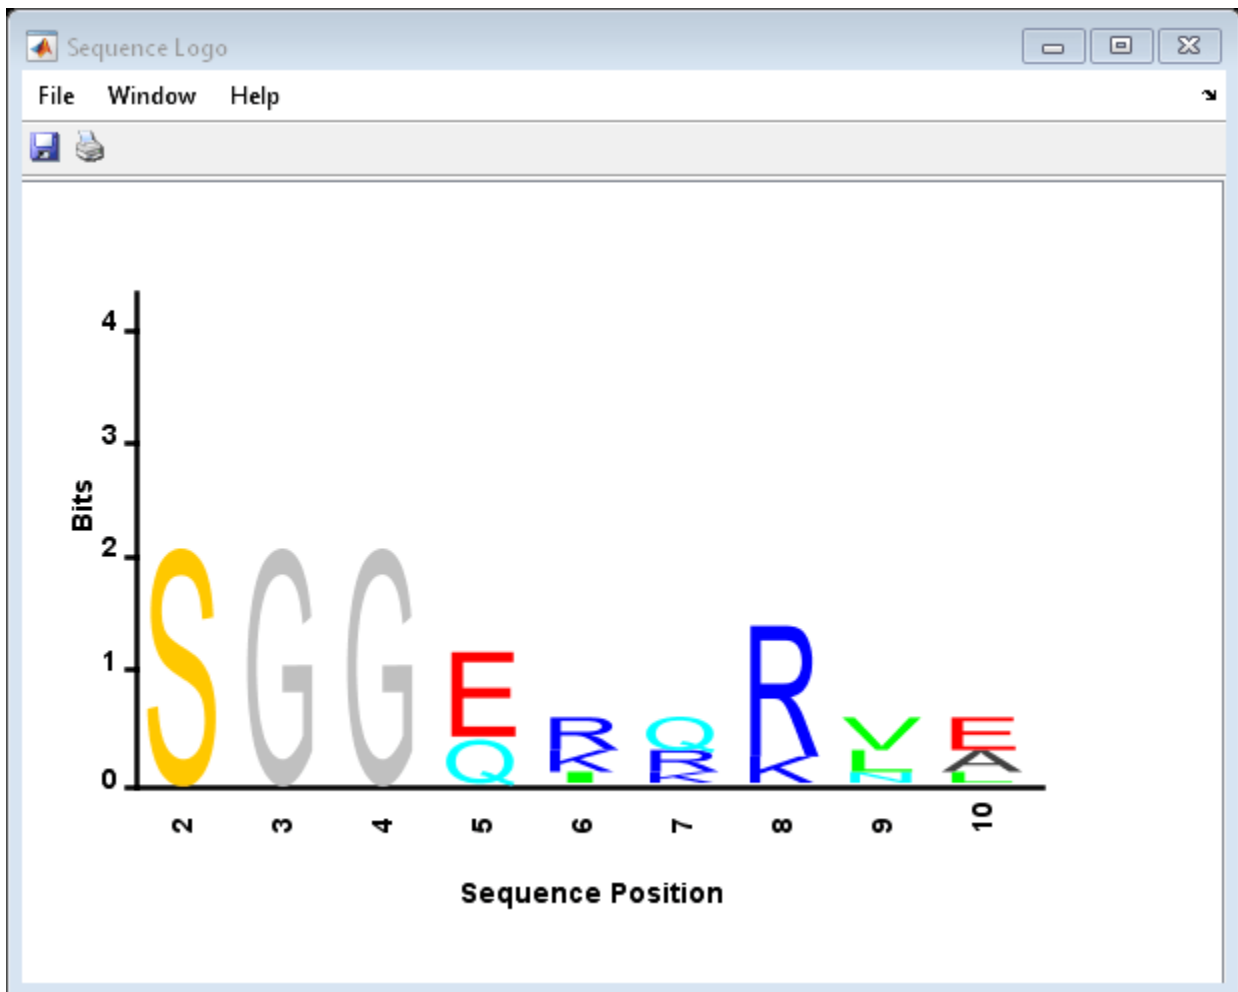 Sequence Logo
File Window Help
4
3
2
1
0
Bits
S G G E R Q R V E
Q K R K L A
I K N L
2 3 4 5 6 7 8 9 10
Sequence Position